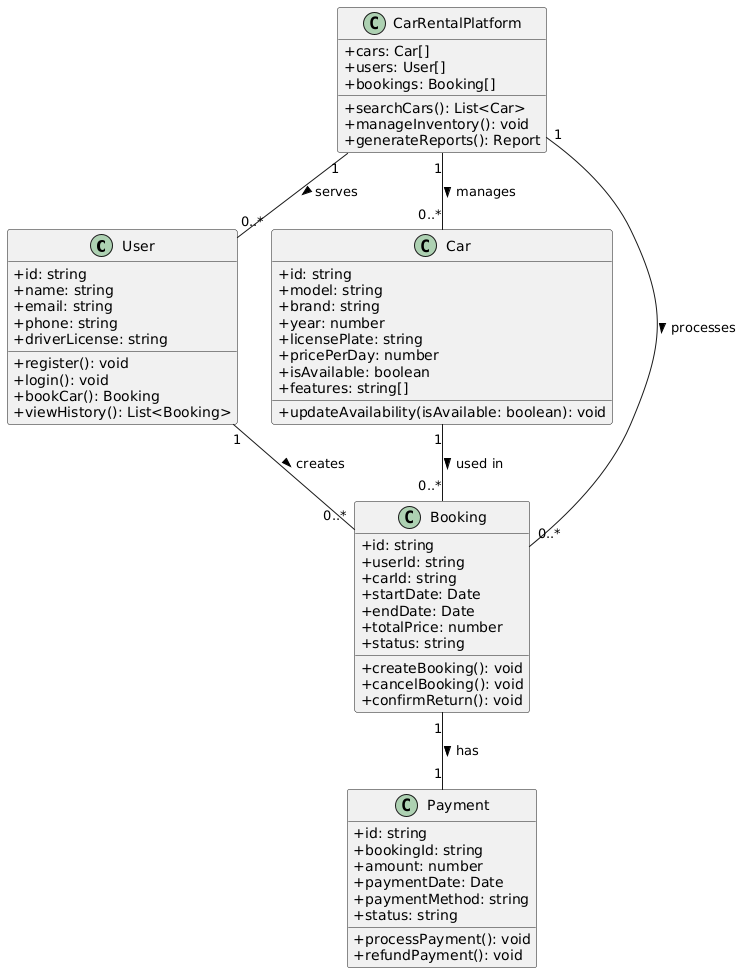 C CarRentalPlatform
+cars: Car[]
+users: User[]
+bookings: Booking[]
+searchCars(): List<Car>
+manageInventory(): void
+generateReports(): Report
1
1
1
serves
manages
0..*
0..*
C User
+id: string
+name: string
+email: string
+phone: string
+driverLicense: string
+register(): void
+login(): void
+bookCar(): Booking
+viewHistory(): List<Booking>
C Car
+id: string
+model: string
+brand: string
+year: number
+licensePlate: string
+pricePerDay: number
+isAvailable: boolean
+features: string[]
+updateAvailability(isAvailable: boolean): void
processes
1
1
creates
used in
0..*
0..*
0..*
C Booking
+id: string
+userId: string
+carId: string
+startDate: Date
+endDate: Date
+totalPrice: number
+status: string
+createBooking(): void
+cancelBooking(): void
+confirmReturn(): void
1
has
1
C Payment
+id: string
+bookingId: string
+amount: number
+paymentDate: Date
+paymentMethod: string
+status: string
+processPayment(): void
+refundPayment(): void